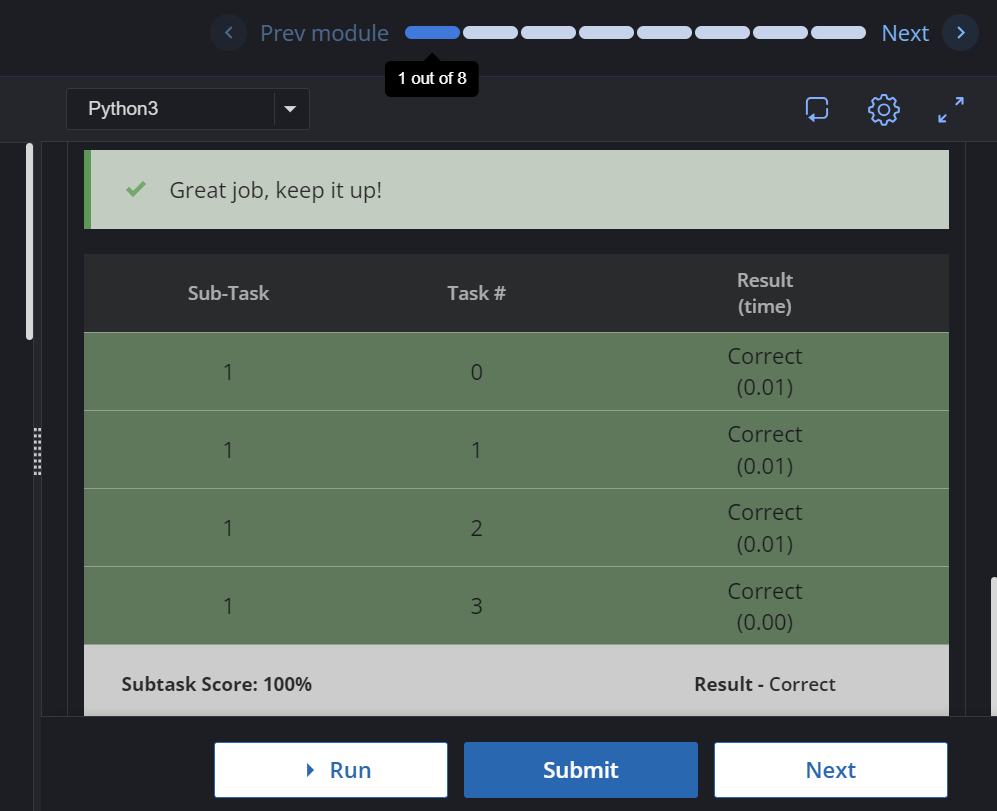 Prev module
Next
1 out of 8
Python3
Great job, keep it up!
Sub-Task Task # Result
(time)
1 0 Correct
(0.01)
1 1 Correct
(0.01)
1 2 Correct
(0.01)
1 3 Correct
(0.00)
Subtask Score: 100% Result - Correct
Run Submit Next